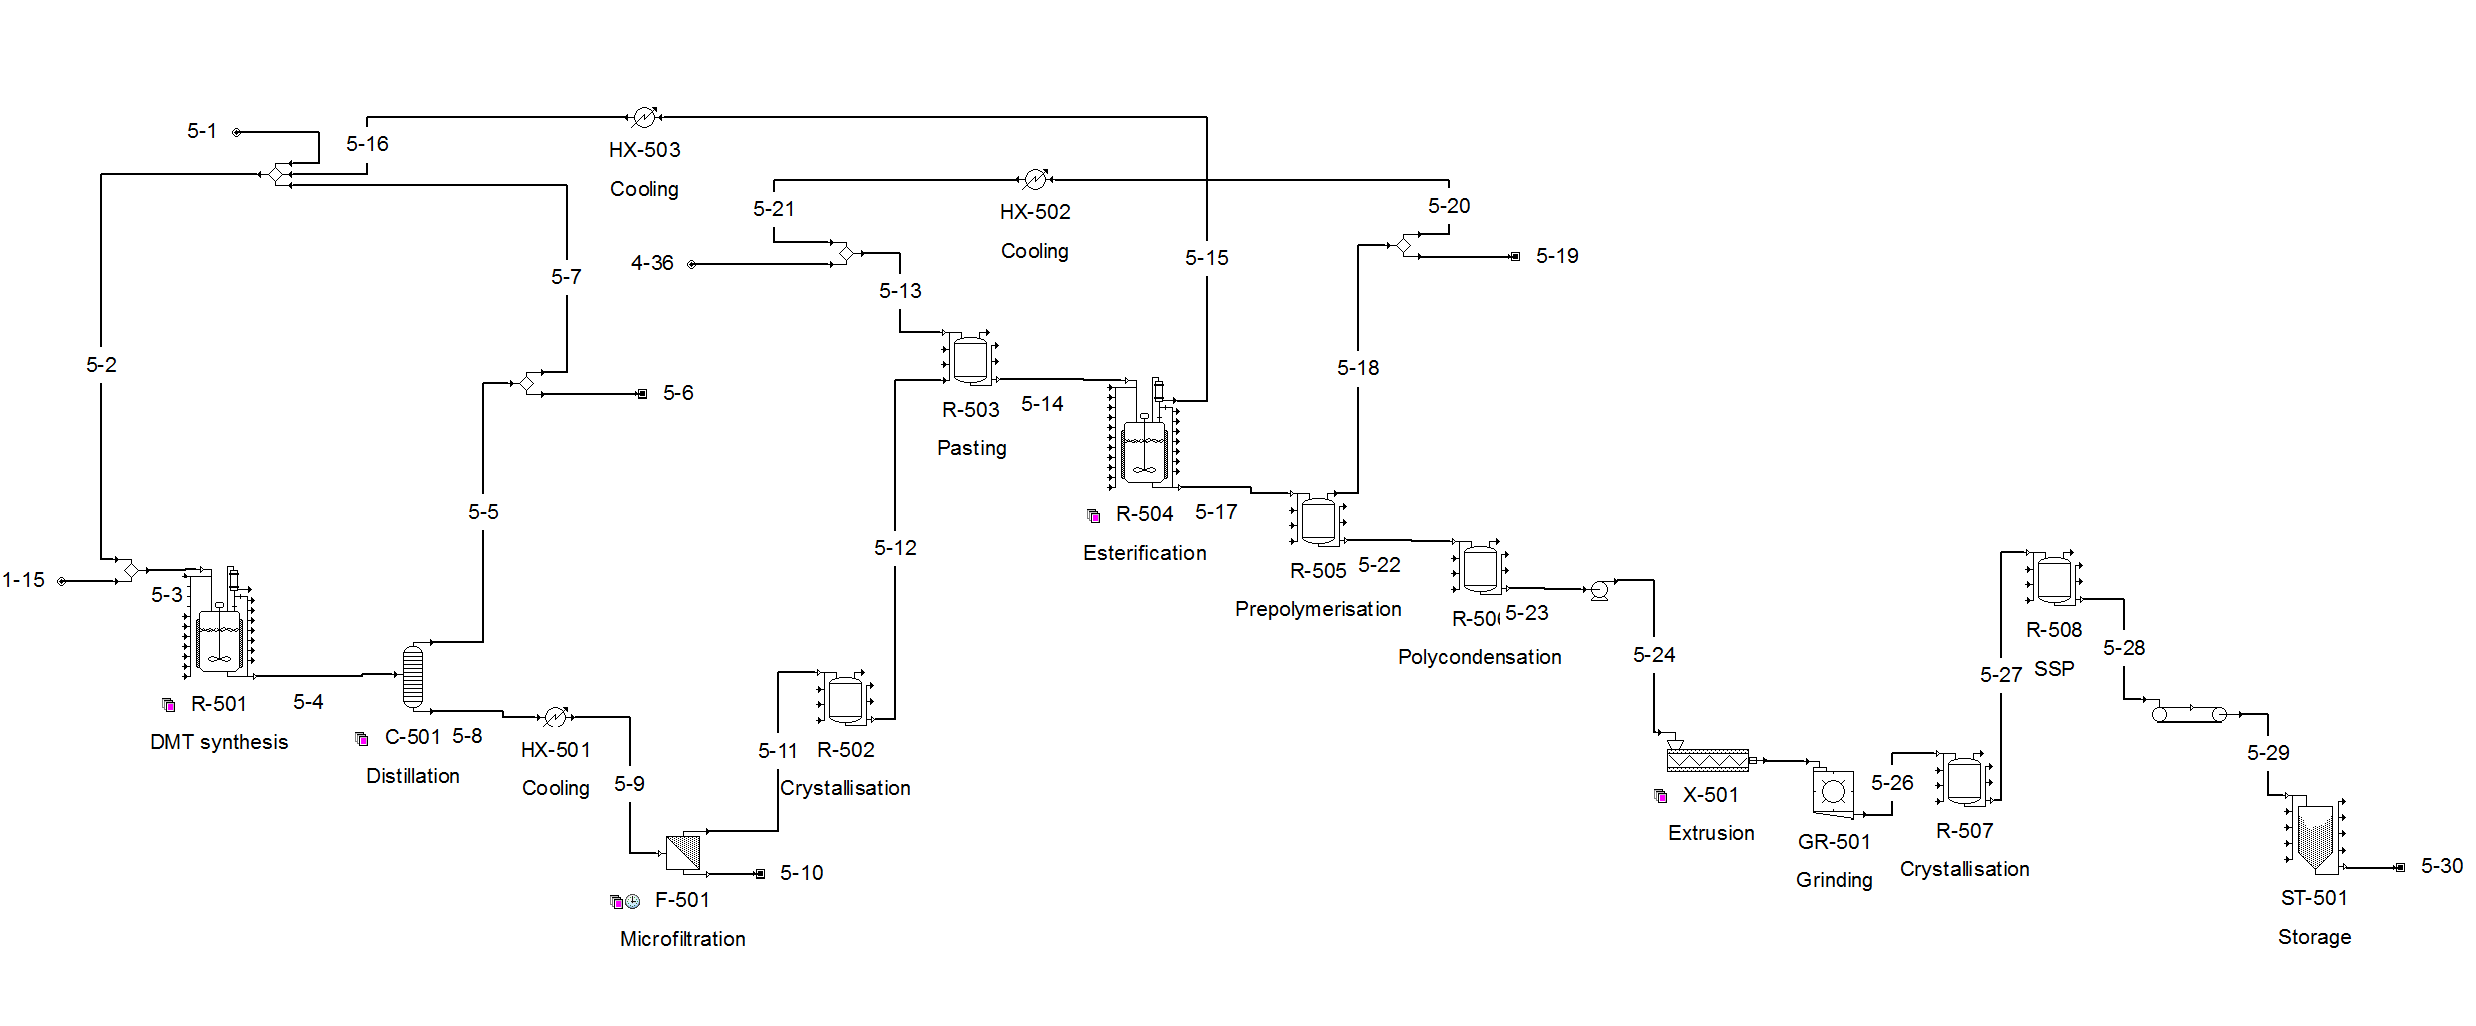 5-1
5-16
HX-503
Cooling
5-21
HX-502
Cooling
5-20
4-36
5-15
5-19
5-7
5-13
5-2
5-18
5-6
R-503
5-14
Pasting
5-5
R-504
5-17
Esterification
5-12
R-505
5-22
Prepolymerisation
1-15
5-3
5-23
Polycondensation
R-508
5-28
SSP
5-24
5-27
R-501
5-4
DMT synthesis
C-501
5-8
Distillation
HX-501
Cooling
5-9
5-11
R-502
Crystallisation
5-29
X-501
Extrusion
5-26
GR-501
Grinding
R-507
Crystallisation
5-10
F-501
Microfiltration
5-30
ST-501
Storage